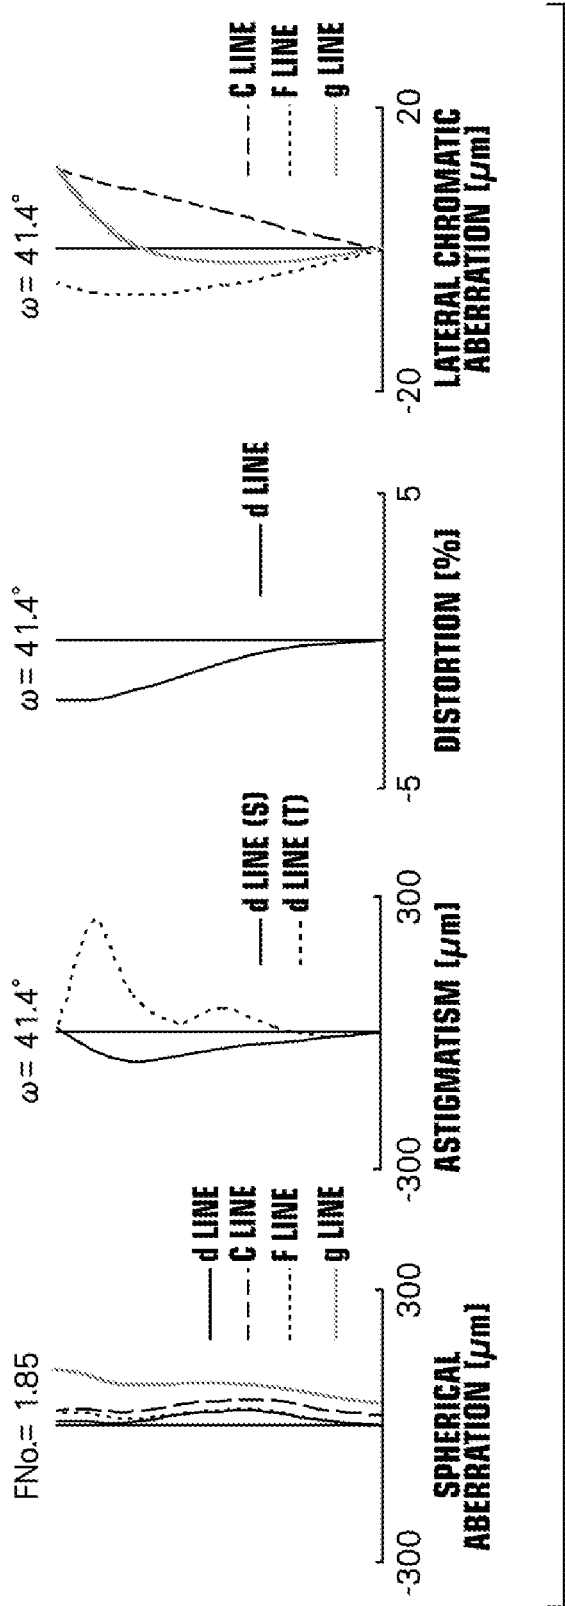 FNo.= 1.85
d LINE
C LINE
F LINE
g LINE
-300
300
SPHERICAL
ABERRATION [μm]
ω= 41.4°
d LINE (S)
d LINE (T)
-300
300
ASTIGMATISM [μm]
ω= 41.4°
d LINE
-5
5
DISTORTION [%]
ω= 41.4°
C LINE
F LINE
g LINE
-20
20
LATERAL CHROMATIC
ABERRATION [μm]